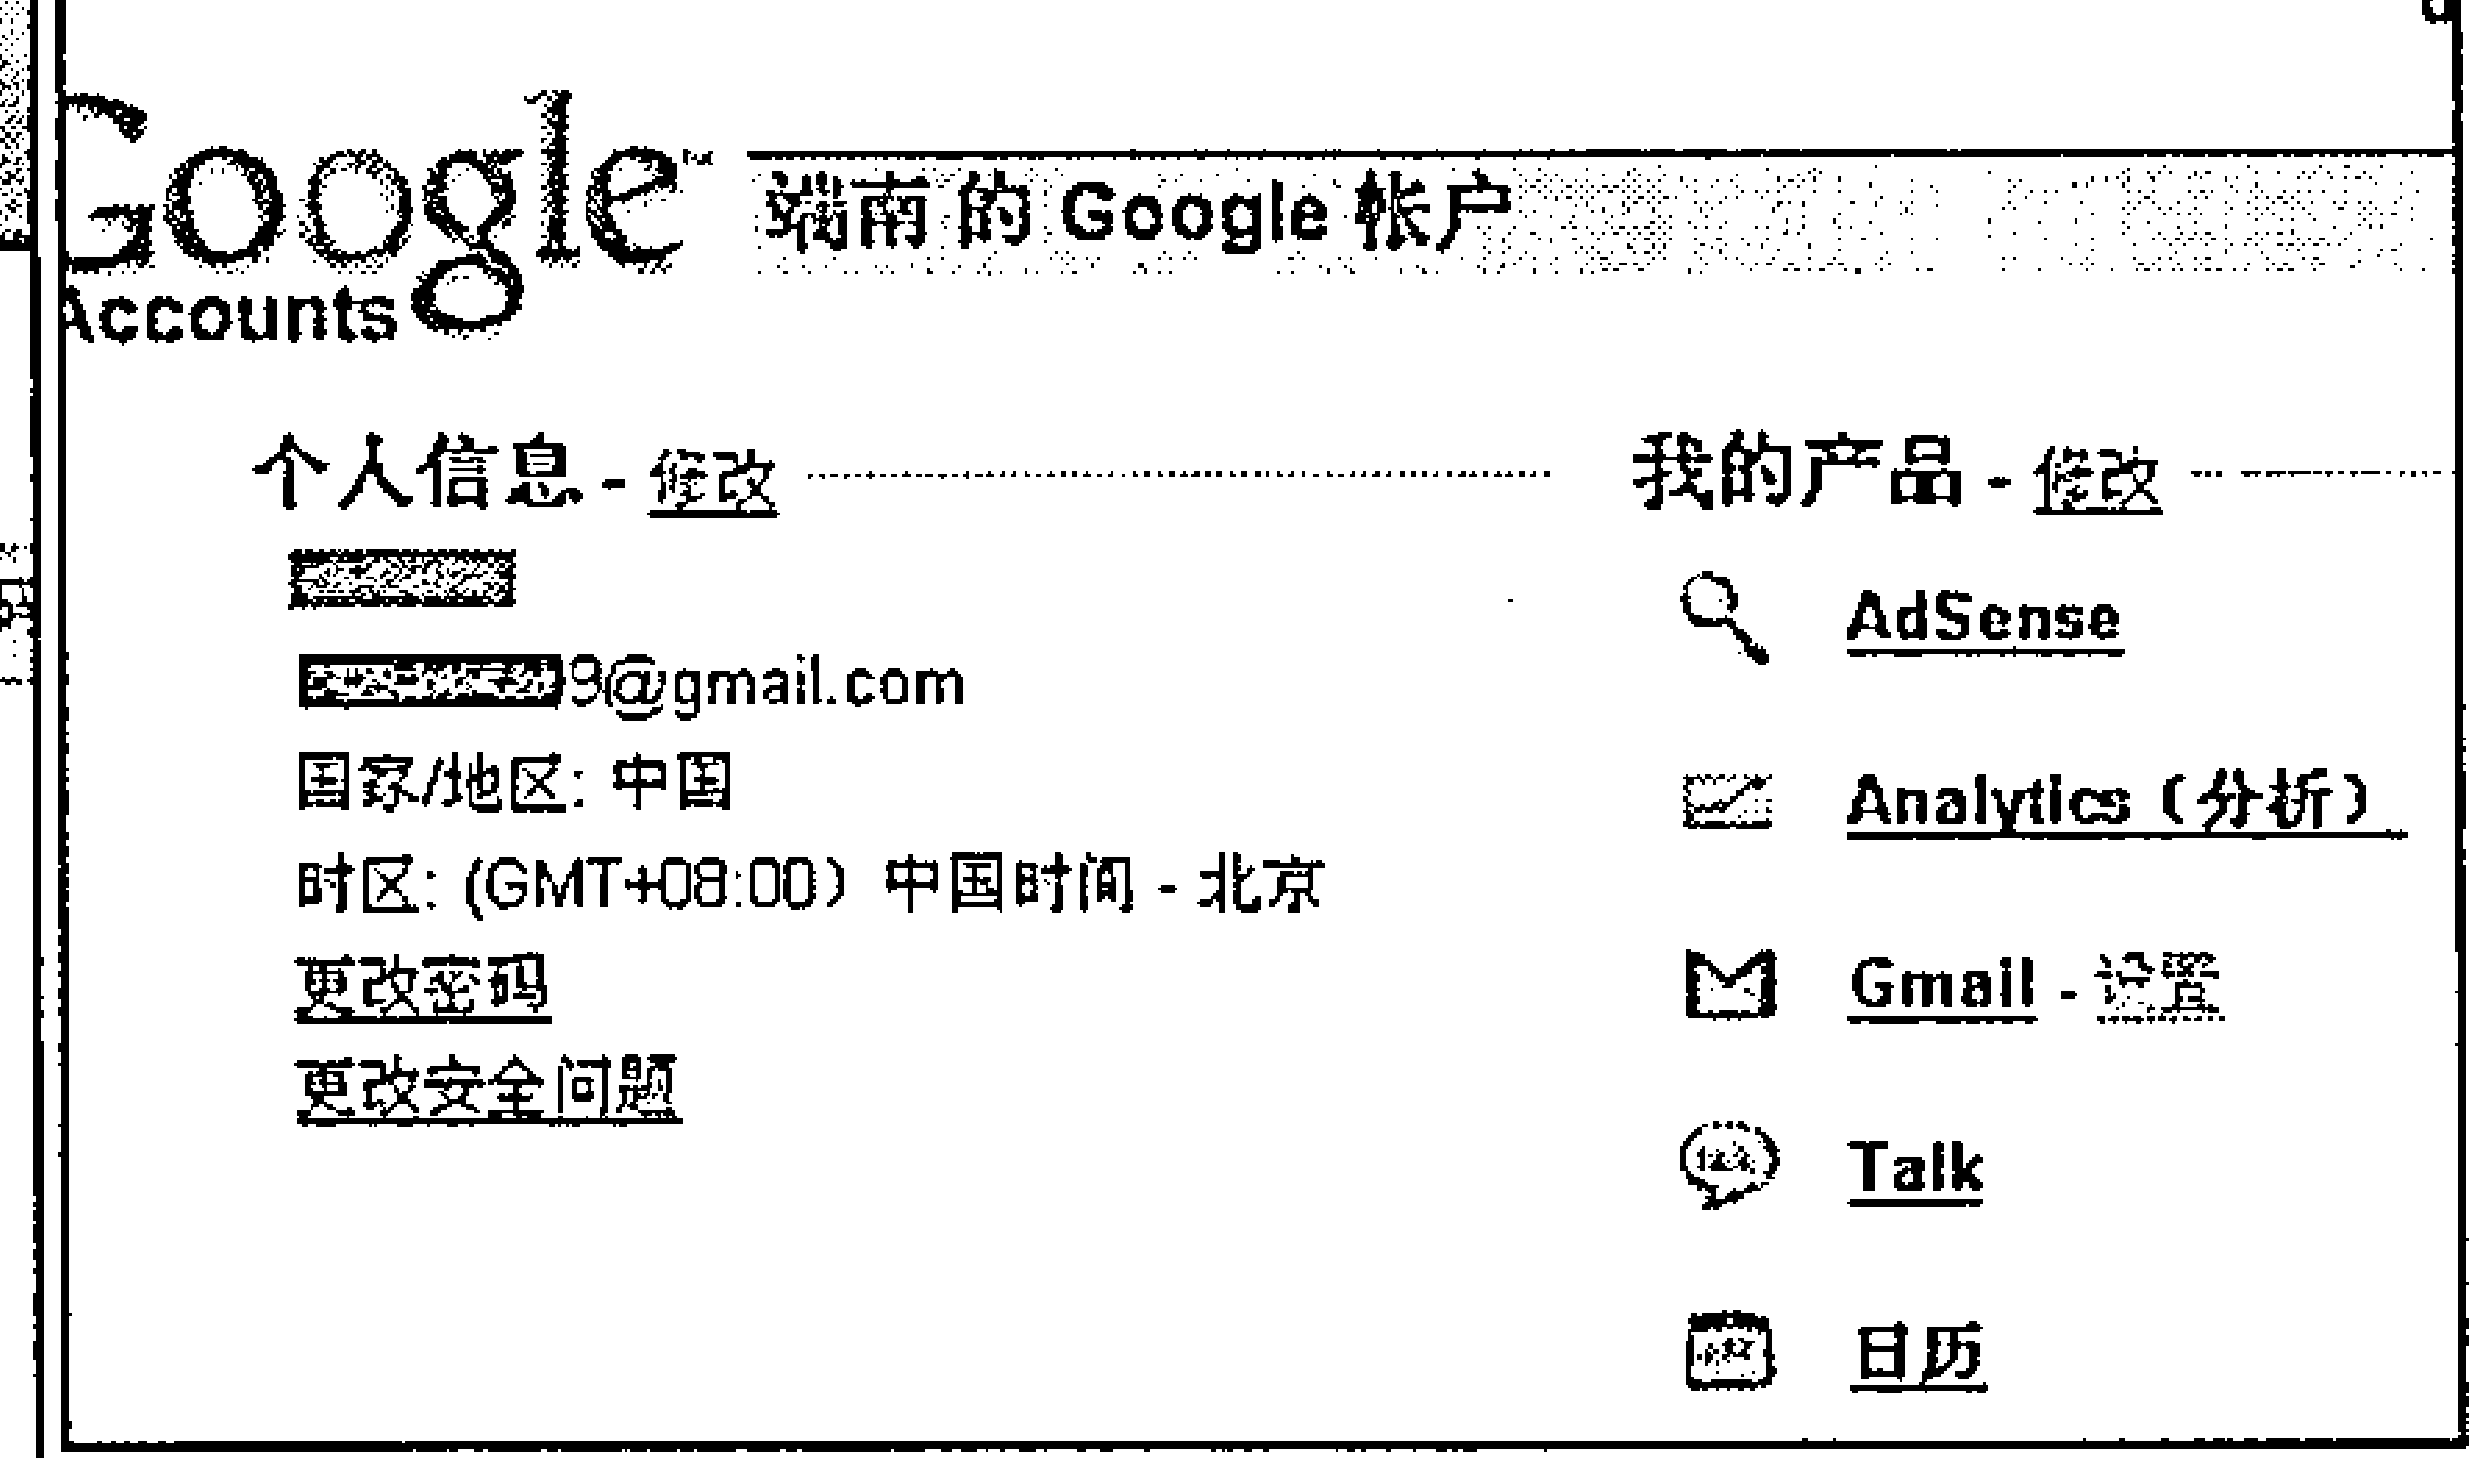 Google
Accounts
端南 的 Google 帐户
个人信息 - 修改
9@gmail.com
国家/地区: 中国
时区: (GMT+08:00) 中国时间 - 北京
更改密码
更改安全问题
我的产品 - 修改
AdSense
Analytics（分析）
Gmail - 设置
Talk
日历